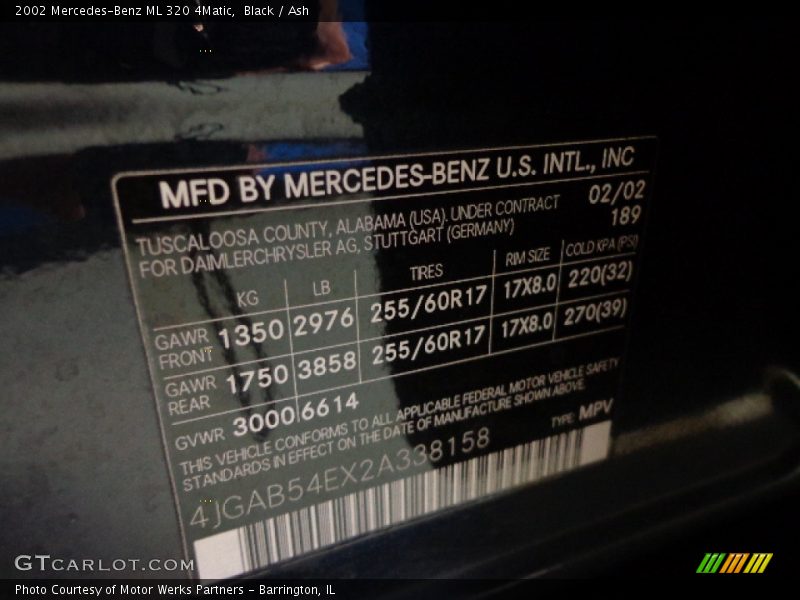 2002 Mercedes-Benz ML 320 4Matic,  Black / Ash
MFD BY MERCEDES-BENZ U.S. INTL., INC
TUSCALOOSA COUNTY, ALABAMA (USA). UNDER CONTRACT 02/02
FOR DAIMLERCHRYSLER AG, STUTTGART (GERMANY) 189
KG LB TIRES RIM SIZE COLD KPA (PSI)
GAWR FRONT 1350 2976 255/60R17 17X8.0 220(32)
GAWR REAR 1750 3858 255/60R17 17X8.0 270(39)
GVWR 3000 6614
THIS VEHICLE CONFORMS TO ALL APPLICABLE FEDERAL MOTOR VEHICLE SAFETY
STANDARDS IN EFFECT ON THE DATE OF MANUFACTURE SHOWN ABOVE.
4JGAB54EX2A338158 TYPE MPV
GTCARLOT.COM
Photo Courtesy of Motor Werks Partners - Barrington, IL